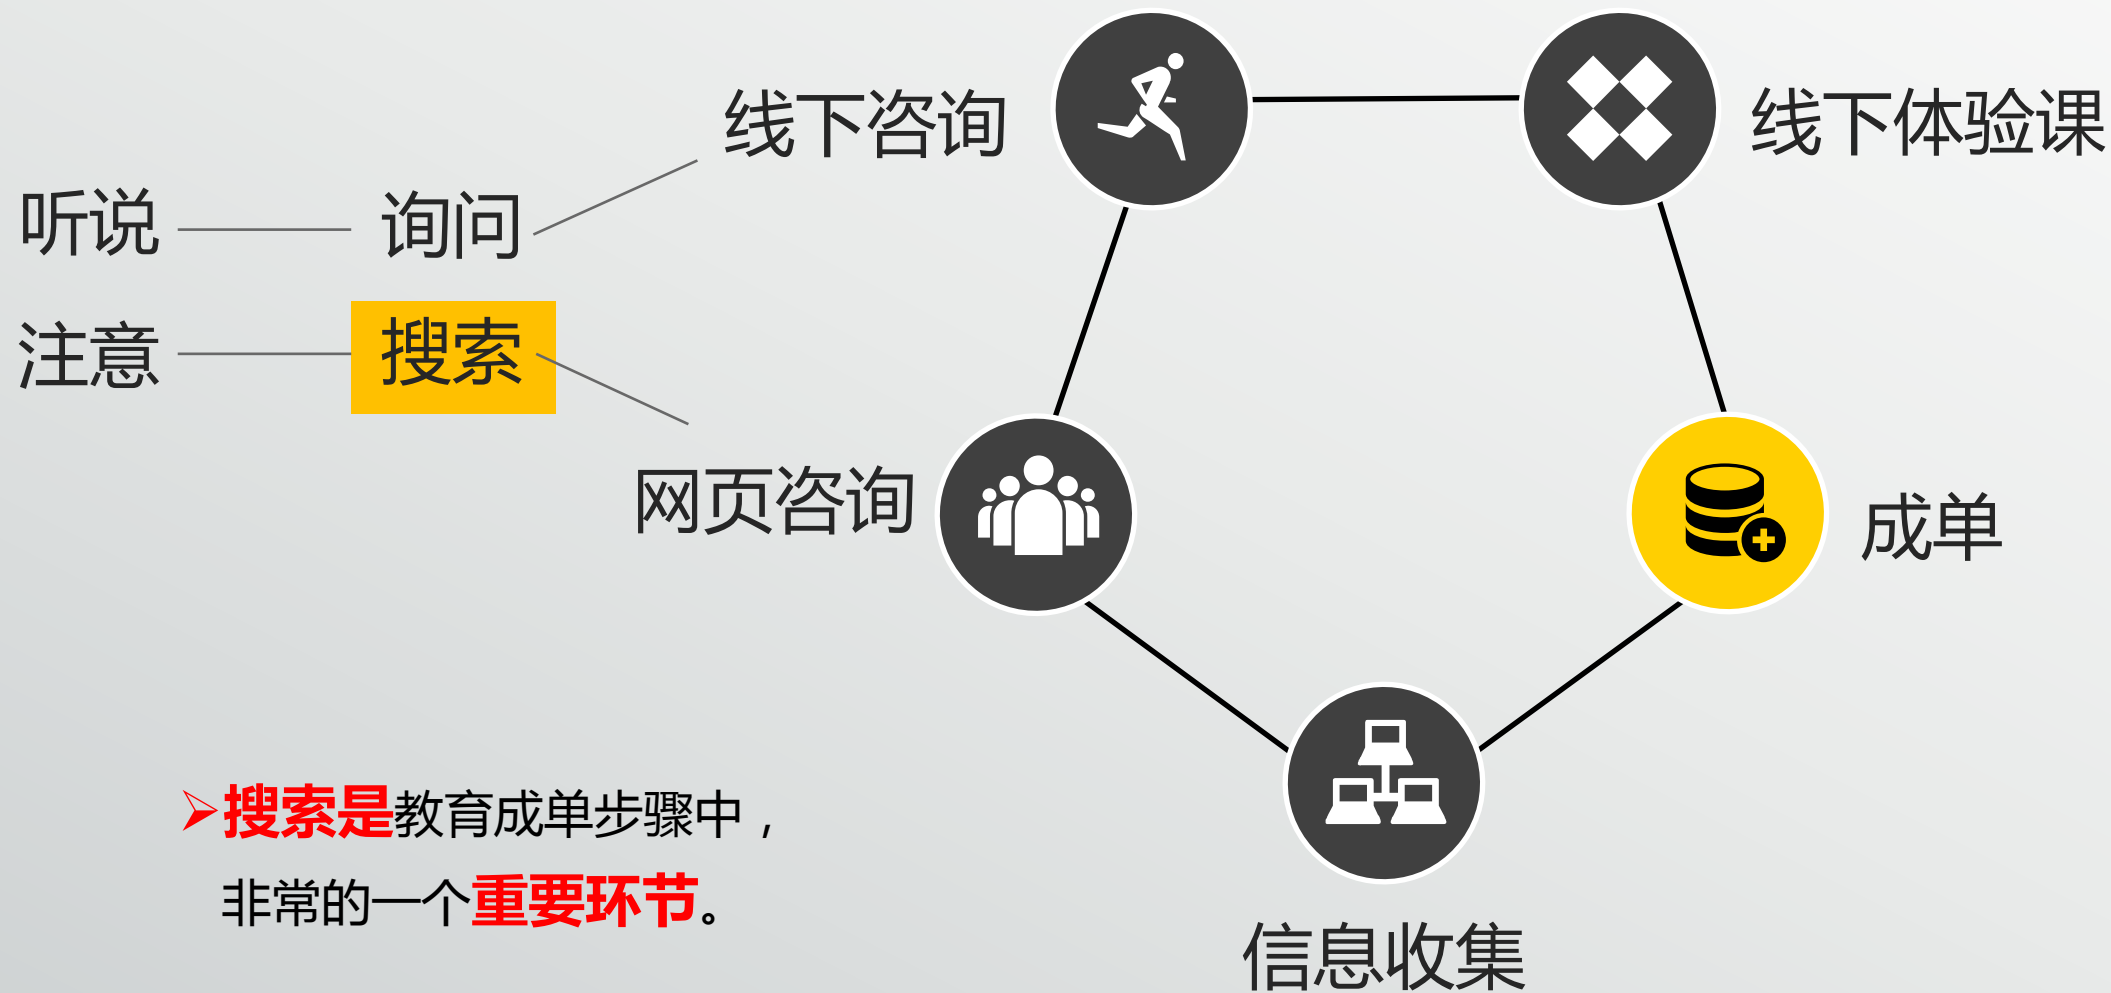 线下咨询
线下体验课
听说
询问
注意
搜索
网页咨询
成单
搜索是教育成单步骤中，
非常的一个重要环节。
信息收集